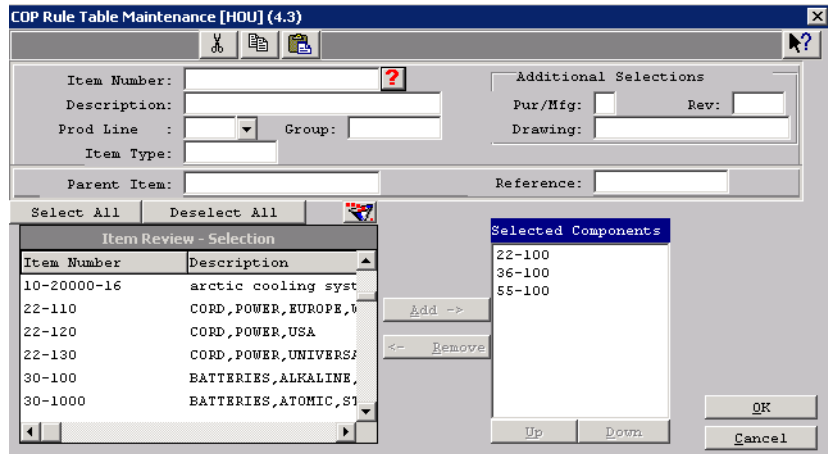 COP Rule Table Maintenance [HOU] (4.3)
Item Number:
Description:
Prod Line :
Group:
Item Type:
Additional Selections
Pur/Mfg:
Rev:
Drawing:
Parent Item:
Reference:
Select All
Deselect All
Item Review - Selection
Item Number Description
10-20000-16 arctic cooling syst
22-110 CORD,POWER,EUROPE,
22-120 CORD,POWER,USA
22-130 CORD,POWER,UNIVERSA
30-100 BATTERIES,ALKALINE,
30-1000 BATTERIES,ATOMIC,ST
Add ->
<- Remove
Selected Components
22-100
36-100
55-100
Up
Down
OK
Cancel